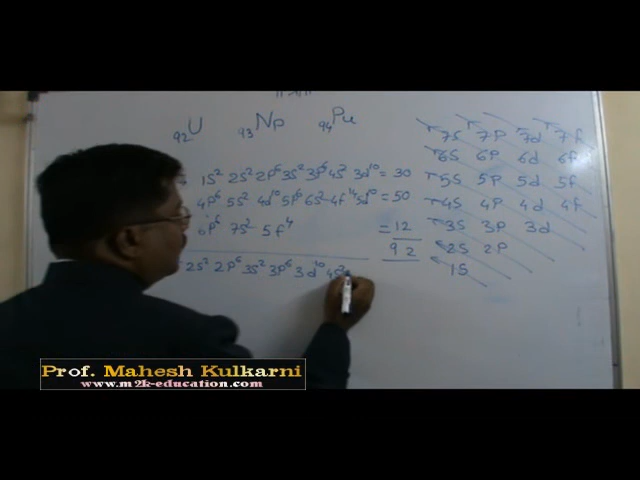 ₉₂U ₉₃Np ₉₄Pu
1s² 2s² 2p⁶ 3s² 3p⁶ 4s² 3d¹⁰ = 30
4p⁶ 5s² 4d¹⁰ 5p⁶ 6s² 4f¹⁴ 5d¹⁰ = 50
6p⁶ 7s² 5f⁴ = 12
92
2s² 2p⁶ 3s² 3p⁶ 3d¹⁰ 4s²
7s 7p 7d 7f
6s 6p 6d 6f
5s 5p 5d 5f
4s 4p 4d 4f
3s 3p 3d
2s 2p
1s
Prof. Mahesh Kulkarni
www.m2k-education.com